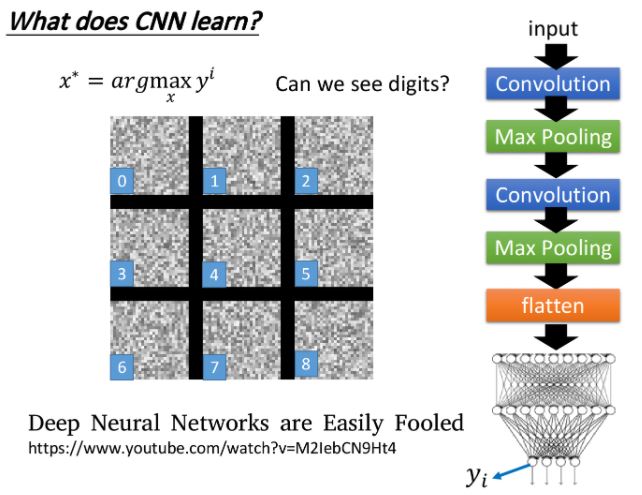 What does CNN learn?
x* = argmax y^i
x
Can we see digits?
0 1 2
3 4 5
6 7 8
Deep Neural Networks are Easily Fooled
https://www.youtube.com/watch?v=M2IebCN9Ht4
input
Convolution
Max Pooling
Convolution
Max Pooling
flatten
y_i